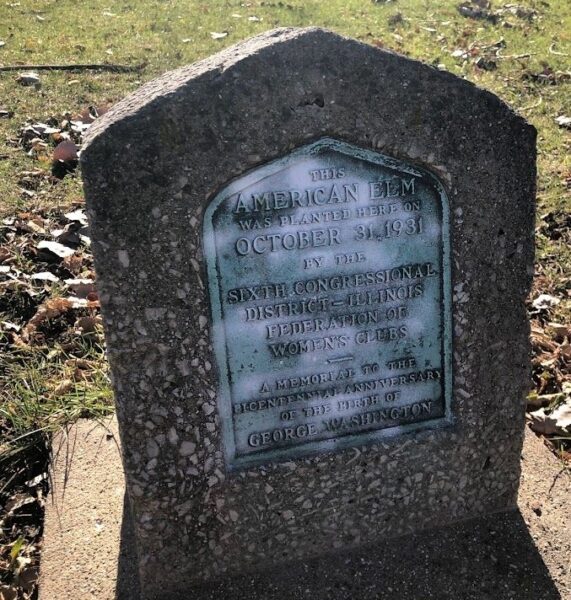 THIS
AMERICAN ELM
WAS PLANTED HERE ON
OCTOBER 31, 1931
BY THE
SIXTH CONGRESSIONAL
DISTRICT-ILLINOIS
FEDERATION OF
WOMEN'S CLUBS
A MEMORIAL TO THE
BICENTENNIAL ANNIVERSARY
OF THE BIRTH OF
GEORGE WASHINGTON